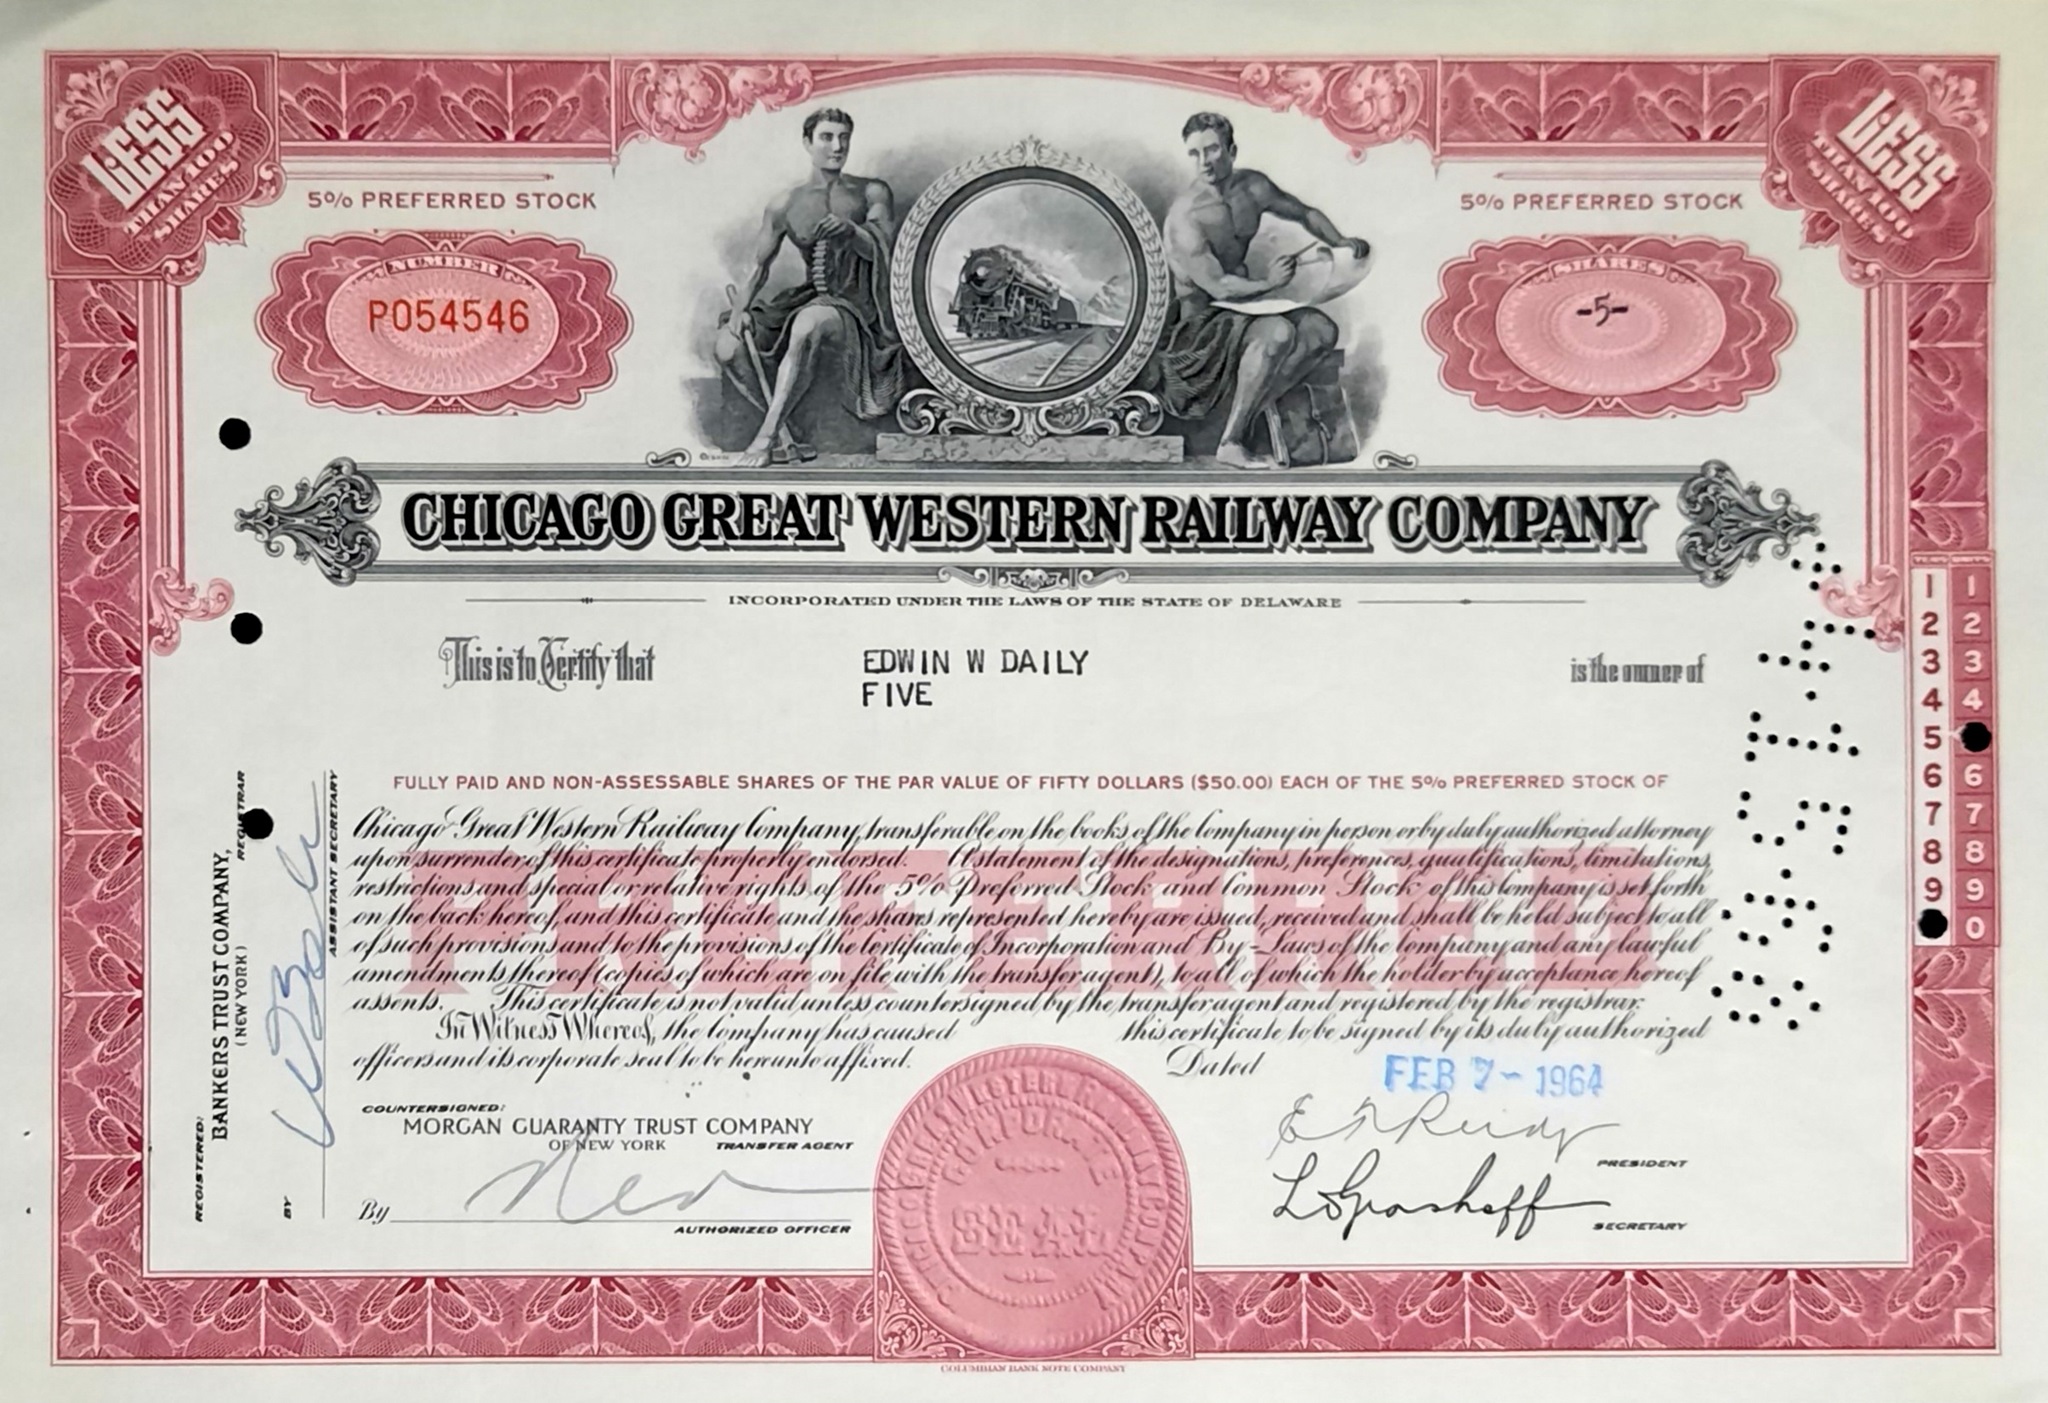 LESS
THAN 100
SHARES
LESS
THAN 100
SHARES
5% PREFERRED STOCK
5% PREFERRED STOCK
NUMBER
PO54546
SHARES
-5-
CHICAGO GREAT WESTERN RAILWAY COMPANY
INCORPORATED UNDER THE LAWS OF THE STATE OF DELAWARE
This is to Certify that
EDWIN W DAILY
is the owner of
FIVE
FULLY PAID AND NON-ASSESSABLE SHARES OF THE PAR VALUE OF FIFTY DOLLARS ($50.00) EACH OF THE 5% PREFERRED STOCK OF
Chicago Great Western Railway Company, transferable on the books of the Company in person or by duly authorized attorney
upon surrender of this certificate properly endorsed. A statement of the designations, preferences, qualifications, limitations,
restrictions and special or relative rights of the 5% Preferred Stock and Common Stock of this Company is set forth
on the back hereof, and this certificate and the shares represented hereby are issued, received and shall be held subject to all
of such provisions and to the provisions of the Certificate of Incorporation and By-Laws of the Company and any lawful
amendments thereof (copies of which are on file with the transfer agent), to all of which the holder by acceptance hereof
assents. This certificate is not valid unless countersigned by the transfer agent and registered by the registrar.
PREFERRED
In Witness Whereof, the Company has caused this certificate to be signed by its duly authorized
officers and its corporate seal to be hereunto affixed.
Dated FEB 7- 1964
COUNTERSIGNED:
MORGAN GUARANTY TRUST COMPANY
OF NEW YORK TRANSFER AGENT
By
AUTHORIZED OFFICER
PRESIDENT
SECRETARY
REGISTERED:
BANKERS TRUST COMPANY,
(NEW YORK) REGISTRAR
BY
ASSISTANT SECRETARY
CHICAGO GREAT WESTERN RAILWAY COMPANY
CORPORATE
SEAL
TENS UNITS
1 1
2 2
3 3
4 4
5
6 6
7 7
8 8
9 9
0
COLUMBIAN BANK NOTE COMPANY